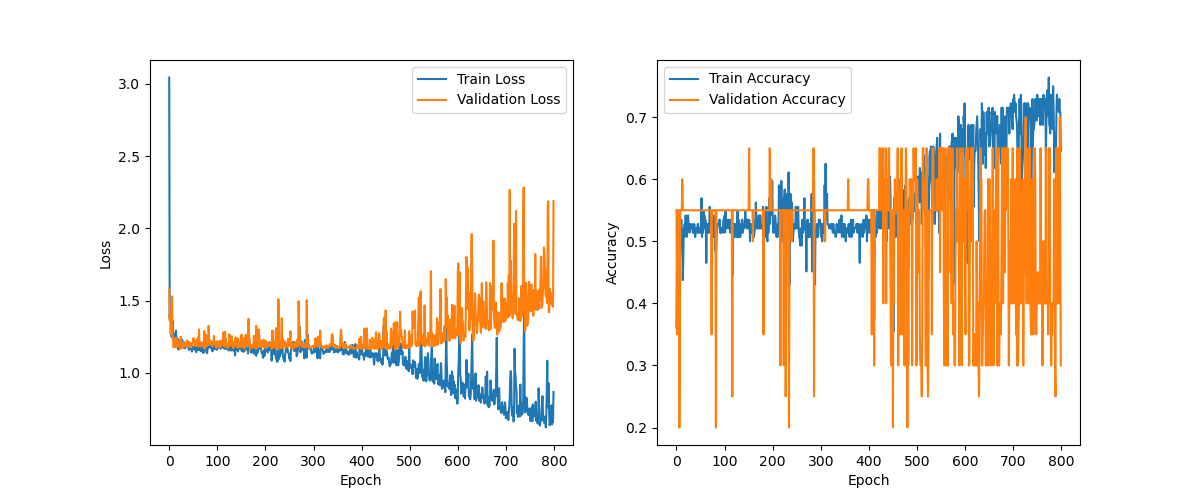 Train Loss
Validation Loss
3.0
2.5
2.0
1.5
1.0
Loss
0 100 200 300 400 500 600 700 800
Epoch
Train Accuracy
Validation Accuracy
0.7
0.6
0.5
0.4
0.3
0.2
Accuracy
0 100 200 300 400 500 600 700 800
Epoch